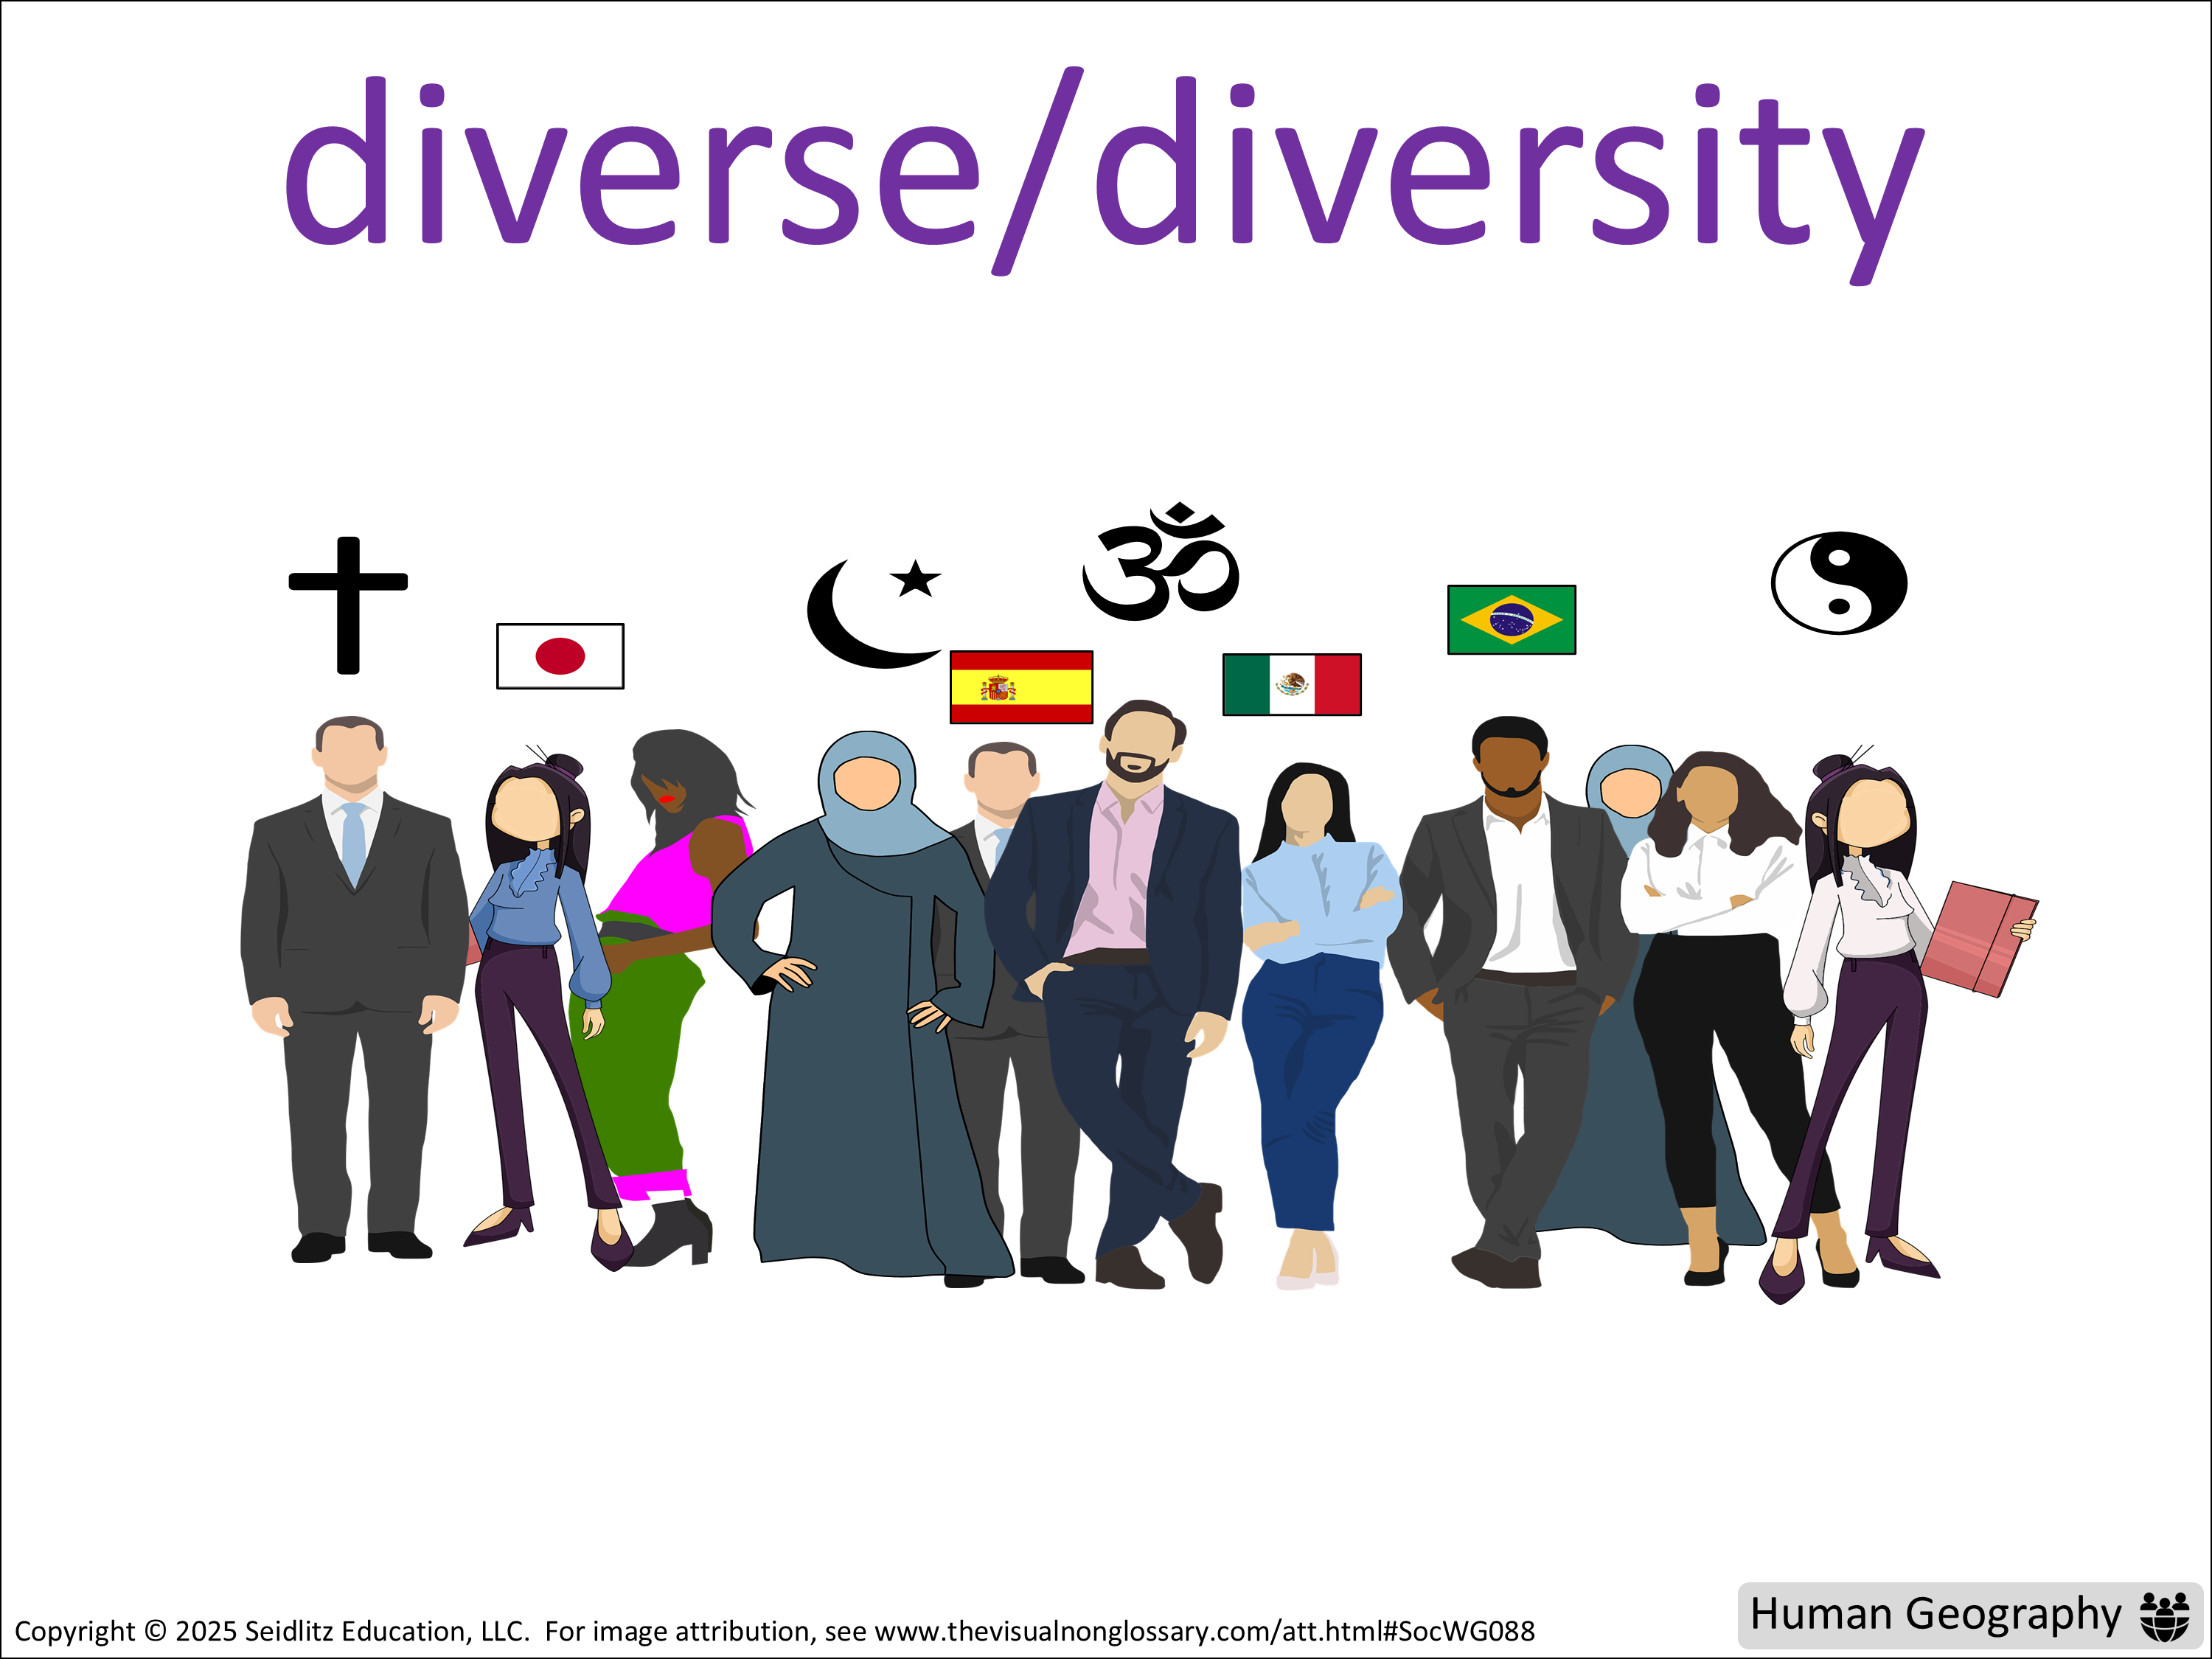 diverse/diversity
Copyright © 2025 Seidlitz Education, LLC.  For image attribution, see www.thevisualnonglossary.com/att.html#SocWG088
Human Geography